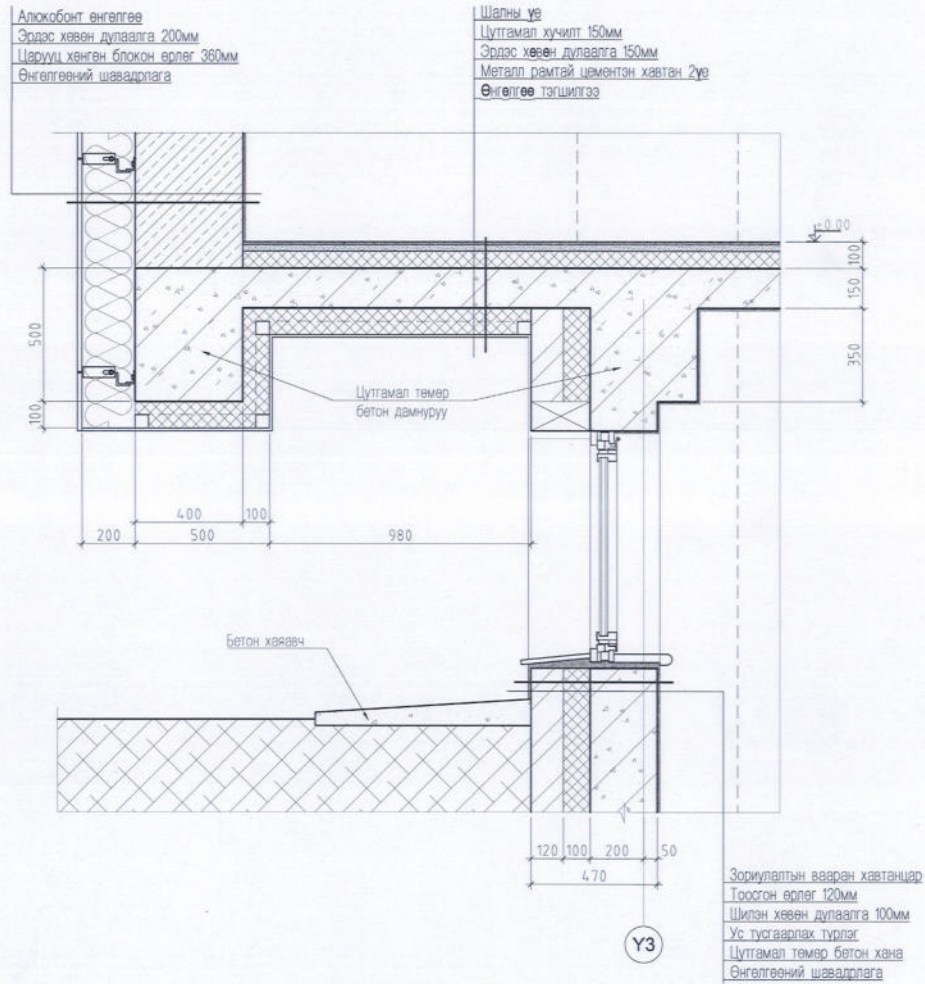 Алюкобонт өнгөлгөө
Эрдэс хөвөн дулаалга 200мм
Царууц хөнгөн блокон өрлөг 360мм
Өнгөлгөөний шавардлага
Шалны үе
Цутгамал хучилт 150мм
Эрдэс хөвөн дулаалга 150мм
Металл рамтай цементэн хавтан 2үе
Өнгөлгөө тэгшилгээ
±0.00
100
150
350
500
100
Цутгамал төмөр
бетон дамнуруу
400
100
200
500
980
Бетон хаяавч
120
100
200
50
470
Зориулалтын вааран хавтанцар
Тоосгон өрлөг 120мм
Шилэн хөвөн дулаалга 100мм
Ус тусгаарлах түрлэг
Цутгамал төмөр бетон хана
Өнгөлгөөний шавардлага
У3